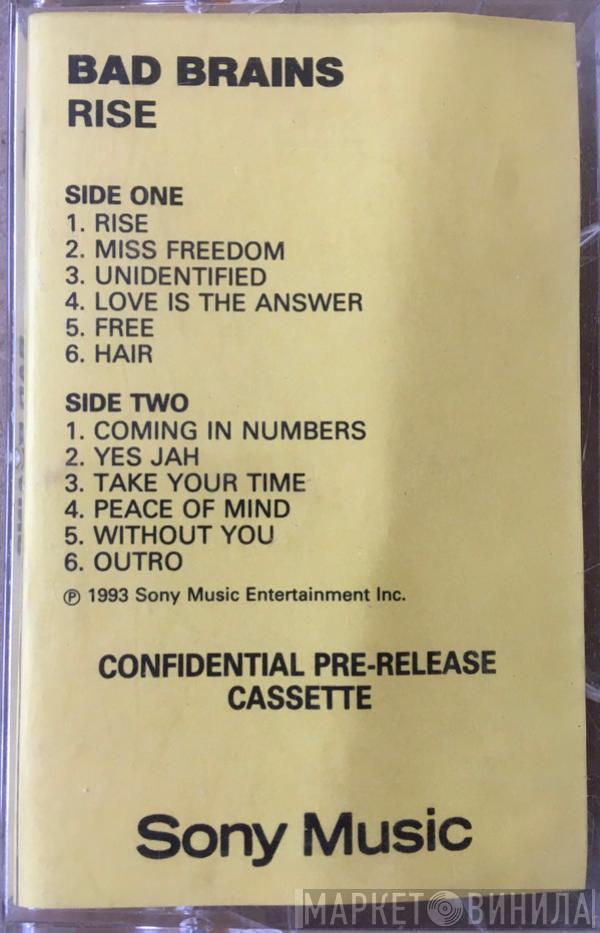 BAD BRAINS
RISE
SIDE ONE
1. RISE
2. MISS FREEDOM
3. UNIDENTIFIED
4. LOVE IS THE ANSWER
5. FREE
6. HAIR
SIDE TWO
1. COMING IN NUMBERS
2. YES JAH
3. TAKE YOUR TIME
4. PEACE OF MIND
5. WITHOUT YOU
6. OUTRO
℗ 1993 Sony Music Entertainment Inc.
CONFIDENTIAL PRE-RELEASE
CASSETTE
Sony Music
МАРКЕТ ВИНИЛА